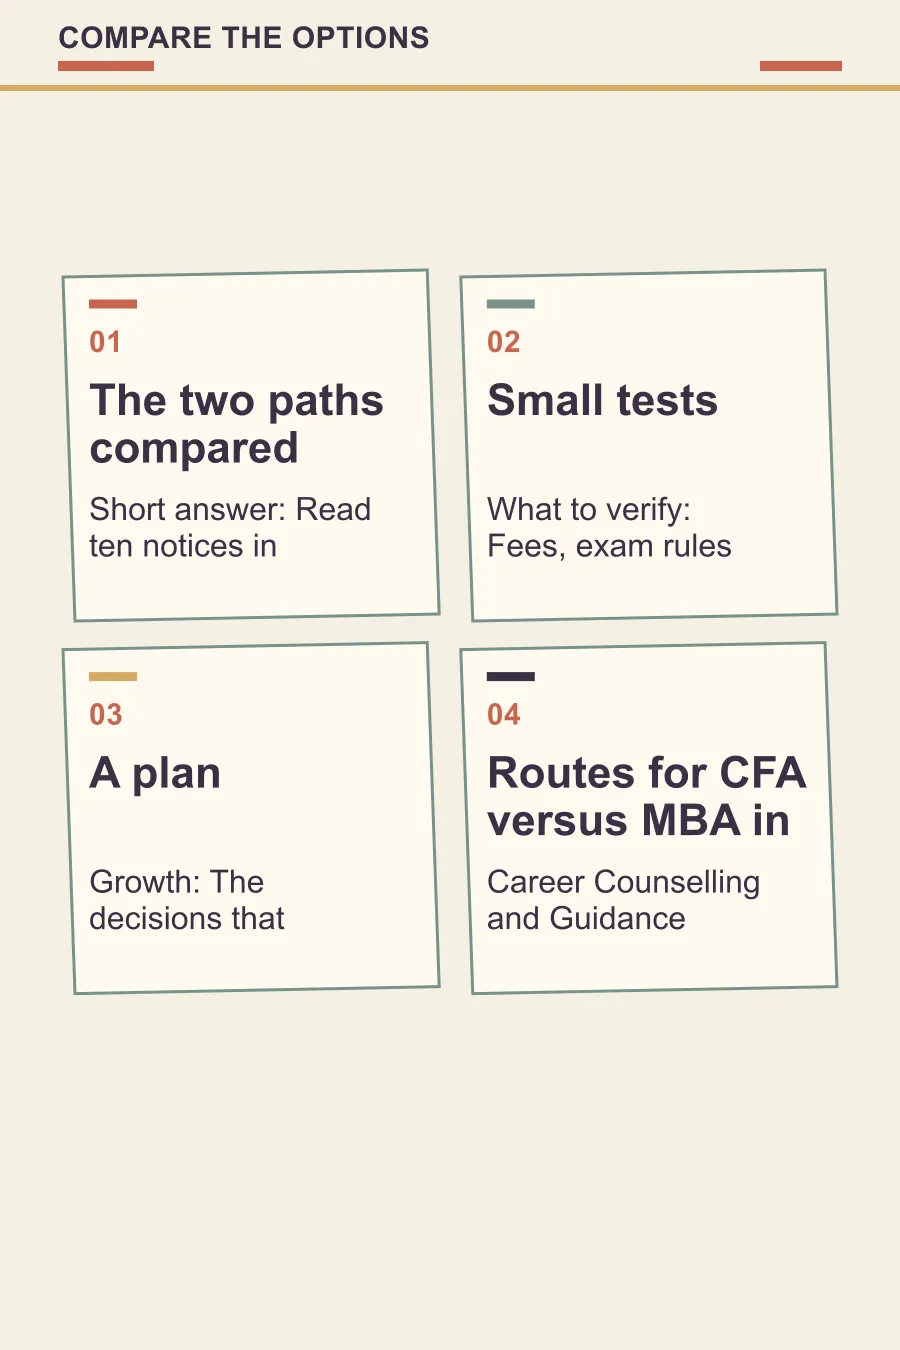 COMPARE THE OPTIONS
01
The two paths
compared
Short answer: Read
ten notices in
02
Small tests
What to verify:
Fees, exam rules
03
A plan
Growth: The
decisions that
04
Routes for CFA
versus MBA in
Career Counselling
and Guidance